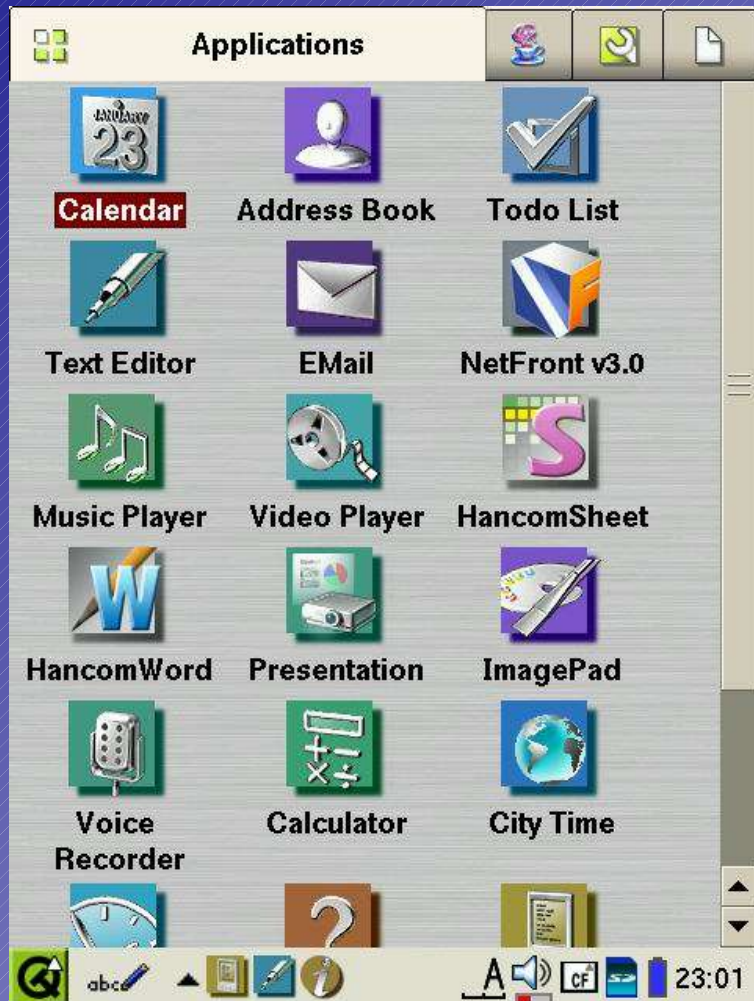 Applications
JANUARY
23
Calendar
Address Book
Todo List
Text Editor
EMail
NetFront v3.0
Music Player
Video Player
S
HancomSheet
W
HancomWord
Presentation
ImagePad
Voice
Recorder
Calculator
City Time
?
abc
A
CF
23:01